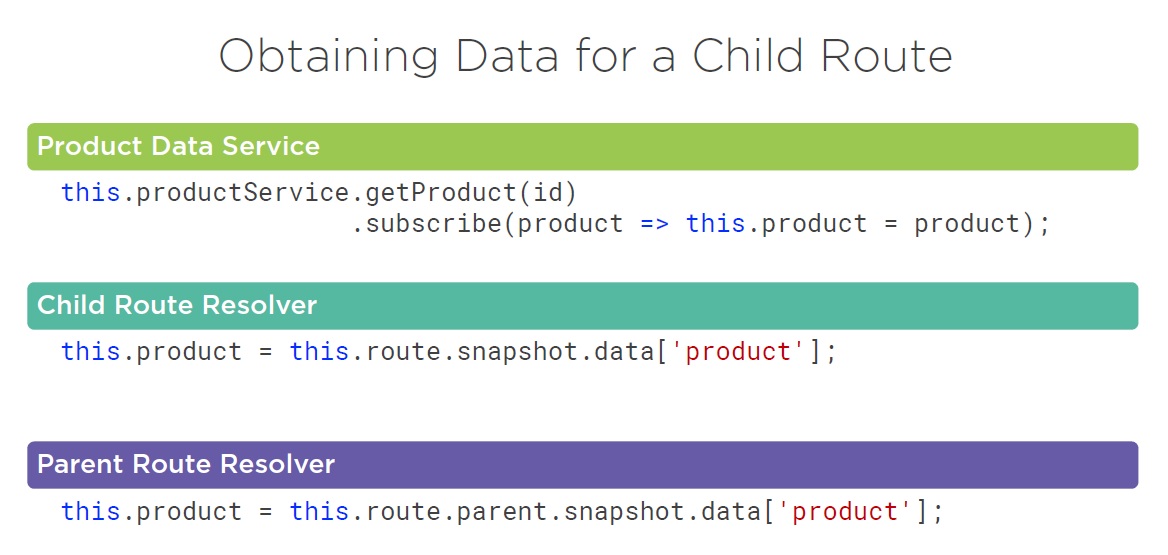 Obtaining Data for a Child Route
Product Data Service
this.productService.getProduct(id)
.subscribe(product => this.product = product);
Child Route Resolver
this.product = this.route.snapshot.data['product'];
Parent Route Resolver
this.product = this.route.parent.snapshot.data['product'];